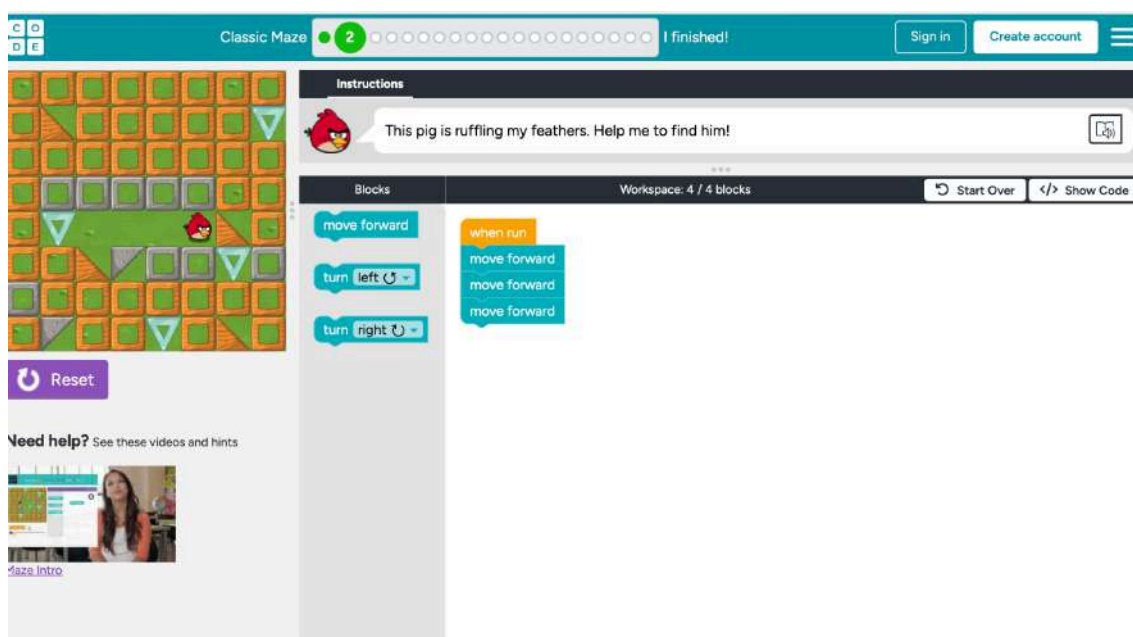 C O
D E
Classic Maze
2
I finished!
Sign in
Create account
Instructions
This pig is ruffling my feathers. Help me to find him!
Blocks
Workspace: 4 / 4 blocks
Start Over
</> Show Code
move forward
turn left
turn right
when run
move forward
move forward
move forward
Reset
Need help? See these videos and hints
Maze Intro